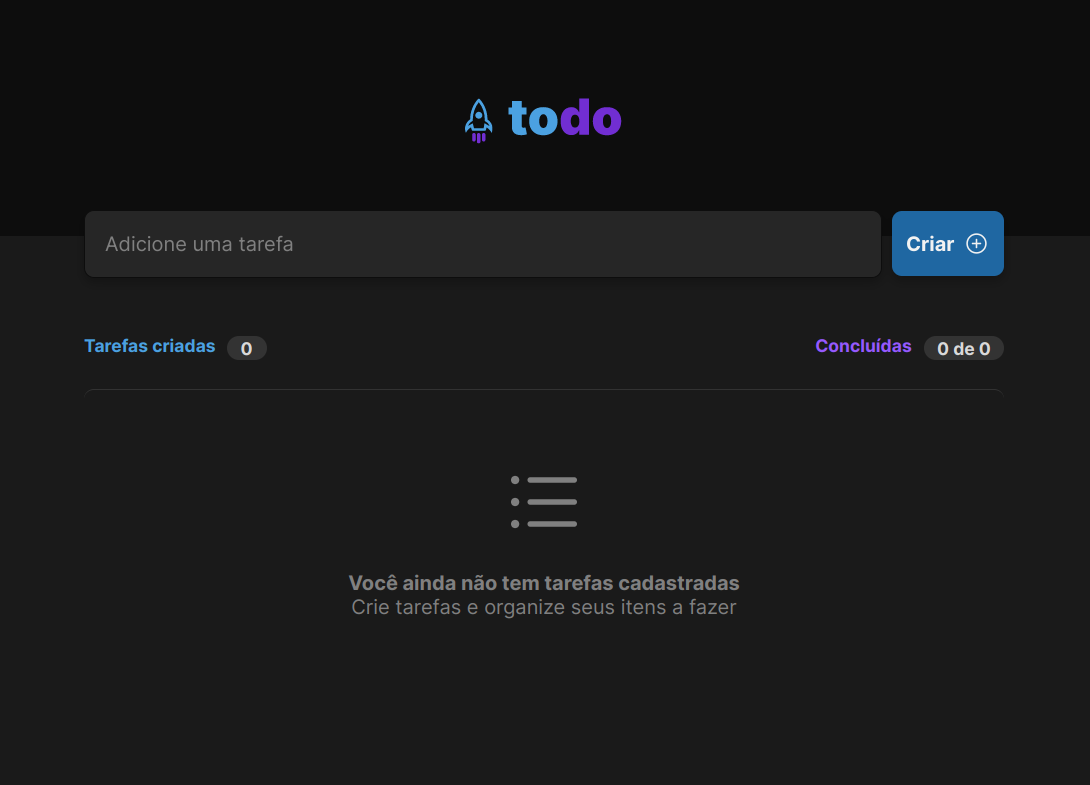 todo
Adicione uma tarefa
Criar
Tarefas criadas 0
Concluídas 0 de 0
Você ainda não tem tarefas cadastradas
Crie tarefas e organize seus itens a fazer